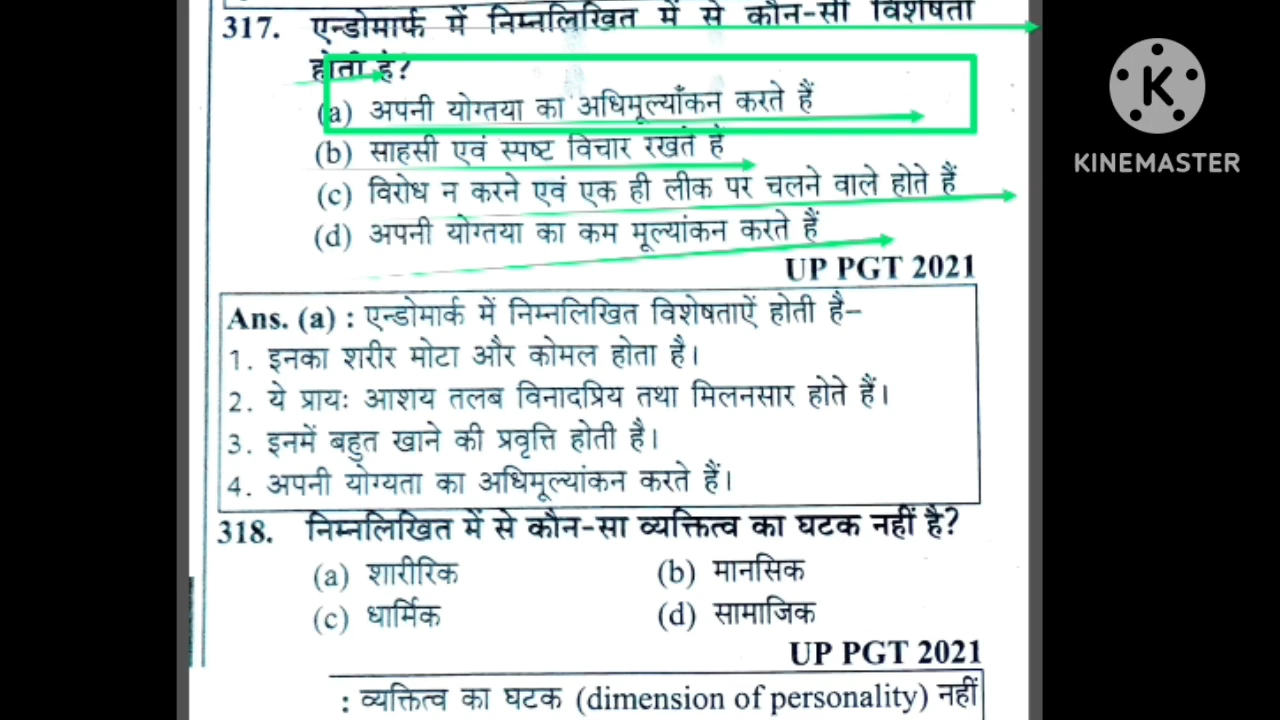 317. एन्डोमार्फ में निम्नलिखित में से कौन-सी विशेषता
होती है?
(a) अपनी योग्तया का अधिमूल्याँकन करते हैं
(b) साहसी एवं स्पष्ट विचार रखते है
(c) विरोध न करने एवं एक ही लीक पर चलने वाले होते हैं
(d) अपनी योग्तया का कम मूल्यांकन करते हैं
UP PGT 2021
Ans. (a) : एन्डोमार्क में निम्नलिखित विशेषताऐं होती है–
1. इनका शरीर मोटा और कोमल होता है।
2. ये प्रायः आशय तलब विनादप्रिय तथा मिलनसार होते हैं।
3. इनमें बहुत खाने की प्रवृत्ति होती है।
4. अपनी योग्यता का अधिमूल्यांकन करते हैं।
318. निम्नलिखित में से कौन-सा व्यक्तित्व का घटक नहीं है?
(a) शारीरिक (b) मानसिक
(c) धार्मिक (d) सामाजिक
UP PGT 2021
: व्यक्तित्व का घटक (dimension of personality) नहीं
K
KINEMASTER